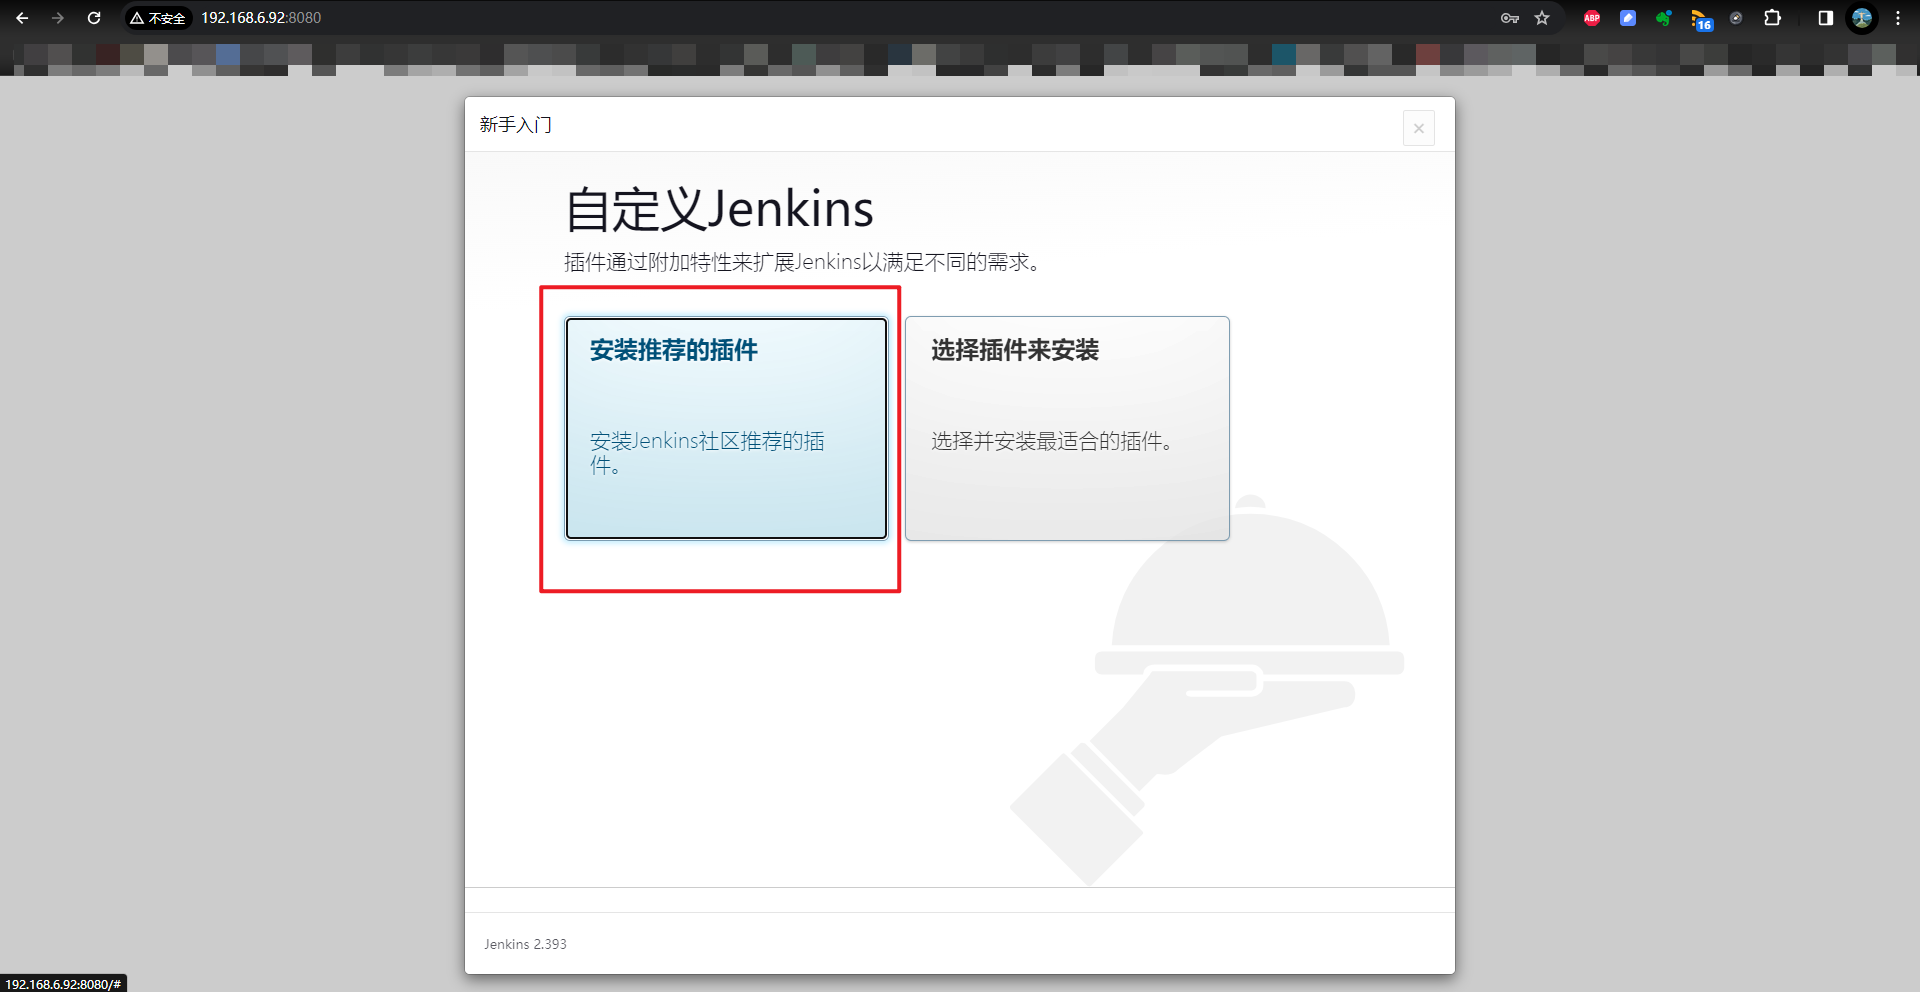 不安全
192.168.6.92:8080
ABP
16
新手入门
×
自定义Jenkins
插件通过附加特性来扩展Jenkins以满足不同的需求。
安装推荐的插件
安装Jenkins社区推荐的插
件。
选择插件来安装
选择并安装最适合的插件。
Jenkins 2.393
192.168.6.92:8080/#